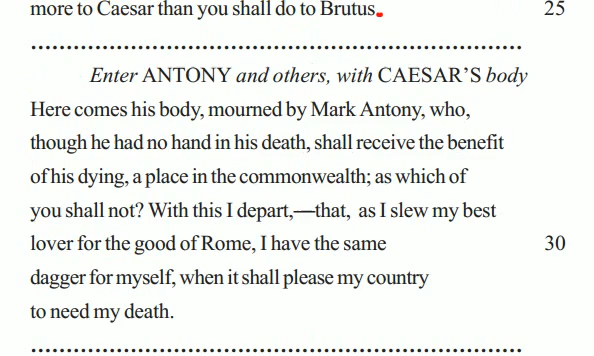 more to Caesar than you shall do to Brutus. 25
..................................................................
Enter ANTONY and others, with CAESAR'S body
Here comes his body, mourned by Mark Antony, who,
though he had no hand in his death, shall receive the benefit
of his dying, a place in the commonwealth; as which of
you shall not? With this I depart,—that, as I slew my best
lover for the good of Rome, I have the same 30
dagger for myself, when it shall please my country
to need my death.
..................................................................